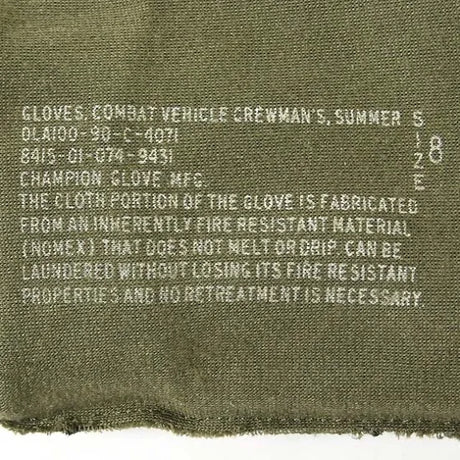 GLOVES, COMBAT VEHICLE CREWMAN'S, SUMMER
DLA100-90-C-4071
8415-01-074-9431
CHAMPION GLOVE MFG.
THE CLOTH PORTION OF THE GLOVE IS FABRICATED
FROM AN INHERENTLY FIRE RESISTANT MATERIAL
(NOMEX) THAT DOES NOT MELT OR DRIP. CAN BE
LAUNDERED WITHOUT LOSING ITS FIRE RESISTANT
PROPERTIES AND NO RETREATMENT IS NECESSARY.
SIZE
8